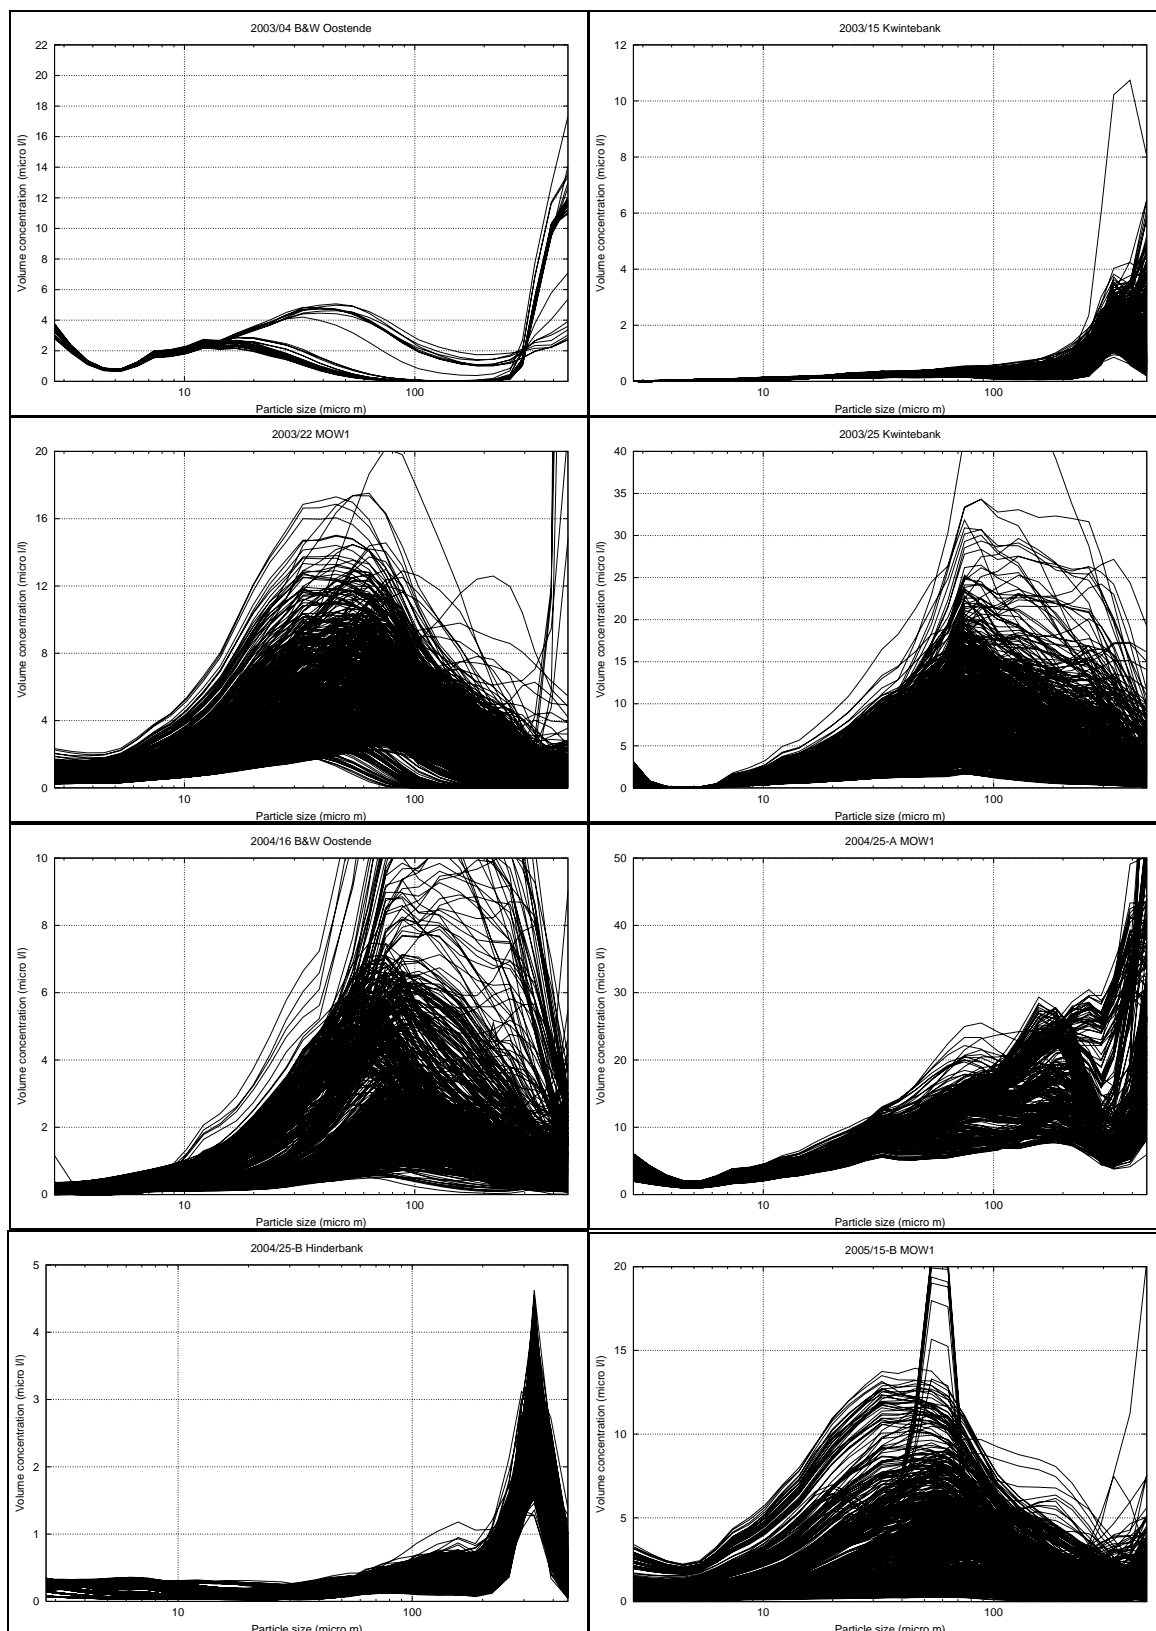 2003/04 B&W Oostende
Volume concentration (micro l/l)
22
20
18
16
14
12
10
8
6
4
2
0
10 100
Particle size (micro m)
2003/15 Kwintebank
Volume concentration (micro l/l)
12
10
8
6
4
2
0
10 100
Particle size (micro m)
2003/22 MOW1
Volume concentration (micro l/l)
20
16
12
8
4
0
10 100
Particle size (micro m)
2003/25 Kwintebank
Volume concentration (micro l/l)
40
35
30
25
20
15
10
5
0
10 100
Particle size (micro m)
2004/16 B&W Oostende
Volume concentration (micro l/l)
10
8
6
4
2
0
10 100
Particle size (micro m)
2004/25-A MOW1
Volume concentration (micro l/l)
50
40
30
20
10
0
10 100
Particle size (micro m)
2004/25-B Hinderbank
Volume concentration (micro l/l)
5
4
3
2
1
0
10 100
Particle size (micro m)
2005/15-B MOW1
Volume concentration (micro l/l)
20
15
10
5
0
10 100
Particle size (micro m)